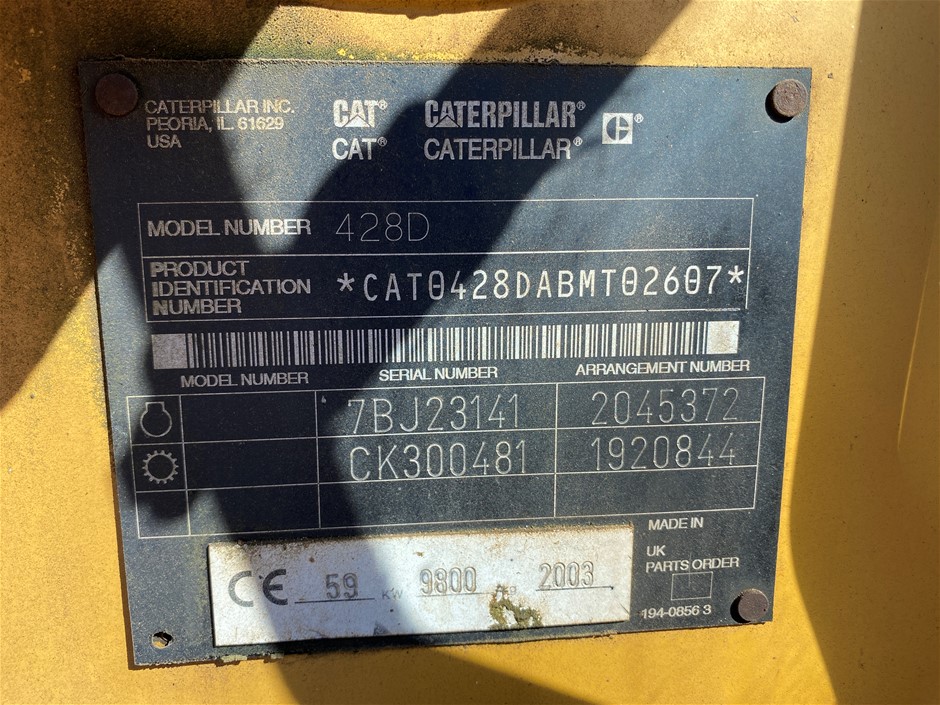 CATERPILLAR INC.
PEORIA, IL. 61629
USA
CAT® CATERPILLAR® ®
CAT® CATERPILLAR®
MODEL NUMBER 428D
PRODUCT
IDENTIFICATION
NUMBER
*CAT0428DABMT02607*
MODEL NUMBER SERIAL NUMBER ARRANGEMENT NUMBER
7BJ23141 2045372
CK300481 1920844
MADE IN
UK
PARTS ORDER
194-0856 3
CE 59 KW 9800 2003